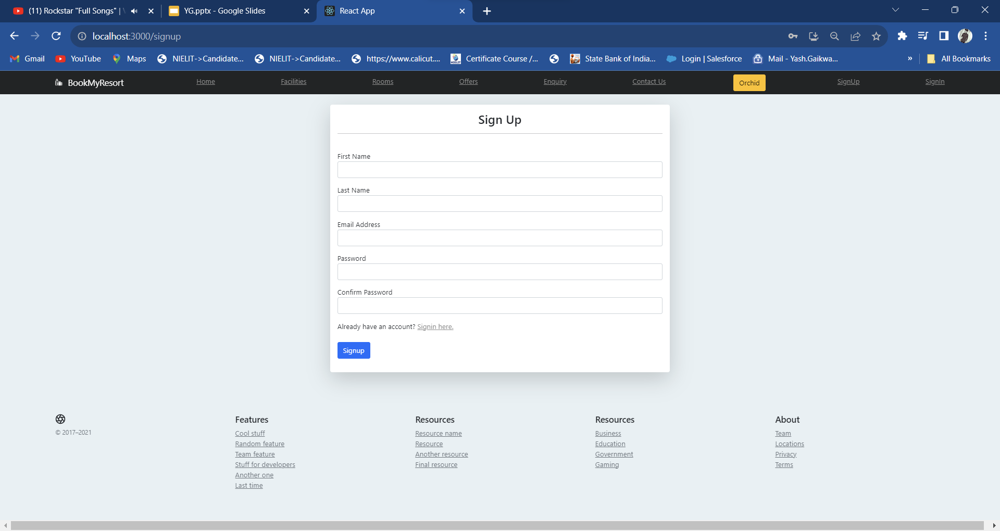 (11) Rockstar "Full Songs" |
YG.pptx - Google Slides
React App
localhost:3000/signup
Gmail
YouTube
Maps
NIELIT->Candidate...
NIELIT->Candidate...
https://www.calicut....
Certificate Course /...
State Bank of India...
Login | Salesforce
Mail - Yash.Gaikwa...
»
All Bookmarks
BookMyResort
Home
Facilities
Rooms
Offers
Enquiry
Contact Us
Orchid
SignUp
SignIn
Sign Up
First Name
Last Name
Email Address
Password
Confirm Password
Already have an account? Signin here.
Signup
© 2017–2021
Features
Cool stuff
Random feature
Team feature
Stuff for developers
Another one
Last time
Resources
Resource name
Resource
Another resource
Final resource
Resources
Business
Education
Government
Gaming
About
Team
Locations
Privacy
Terms